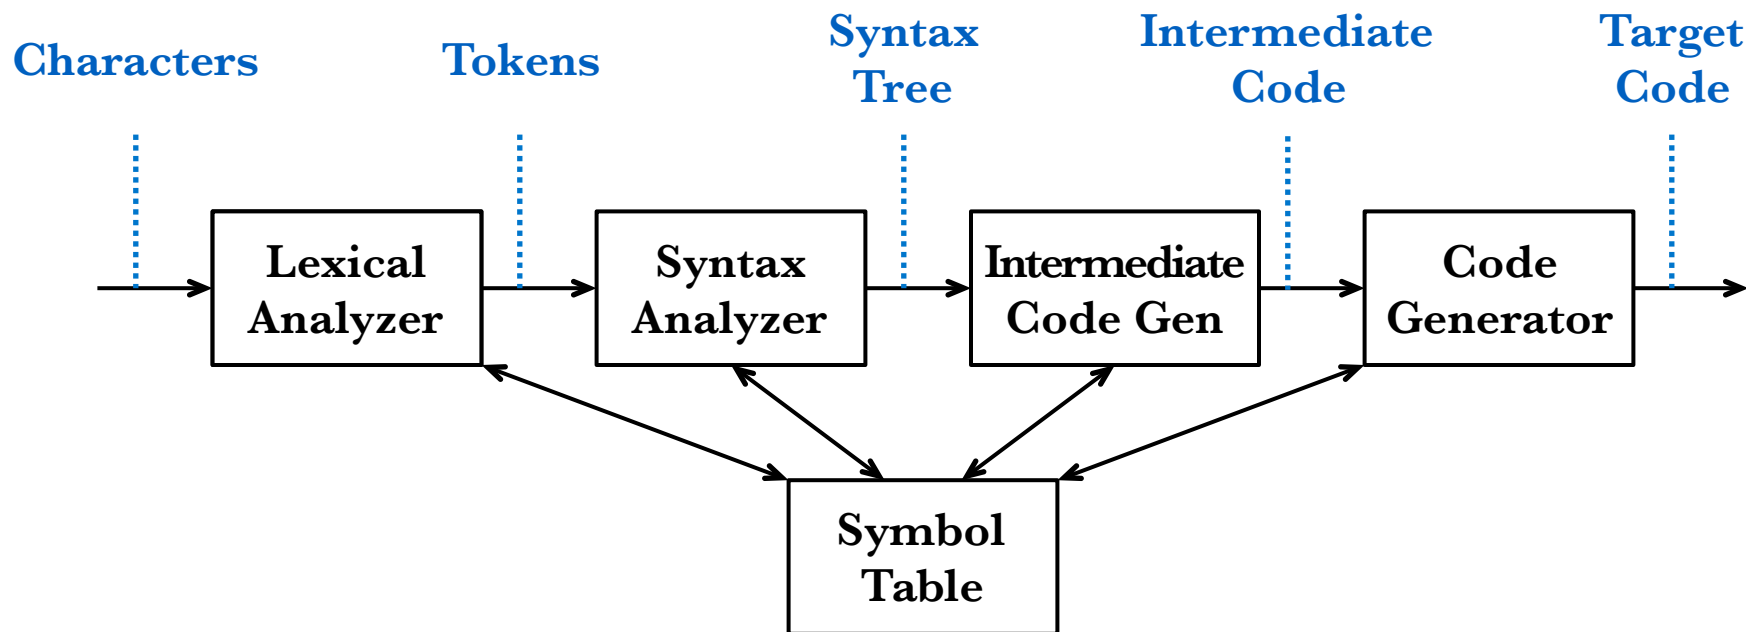 Characters
Tokens
Syntax
Tree
Intermediate
Code
Target
Code
Lexical
Analyzer
Syntax
Analyzer
Intermediate
Code Gen
Code
Generator
Symbol
Table